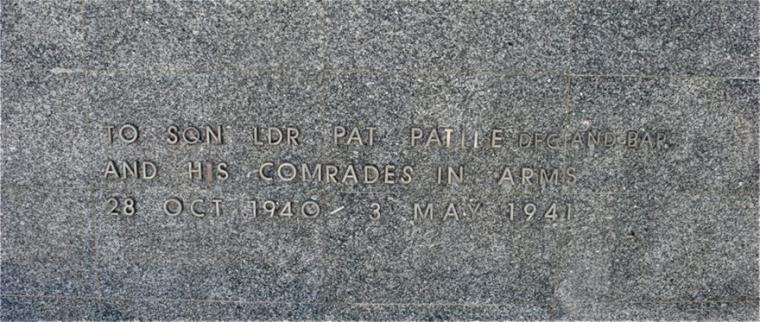 TO SQN LDR PAT PATTLE DFC AND BAR
AND HIS COMRADES IN ARMS
28 OCT 1940 - 3 MAY 1941